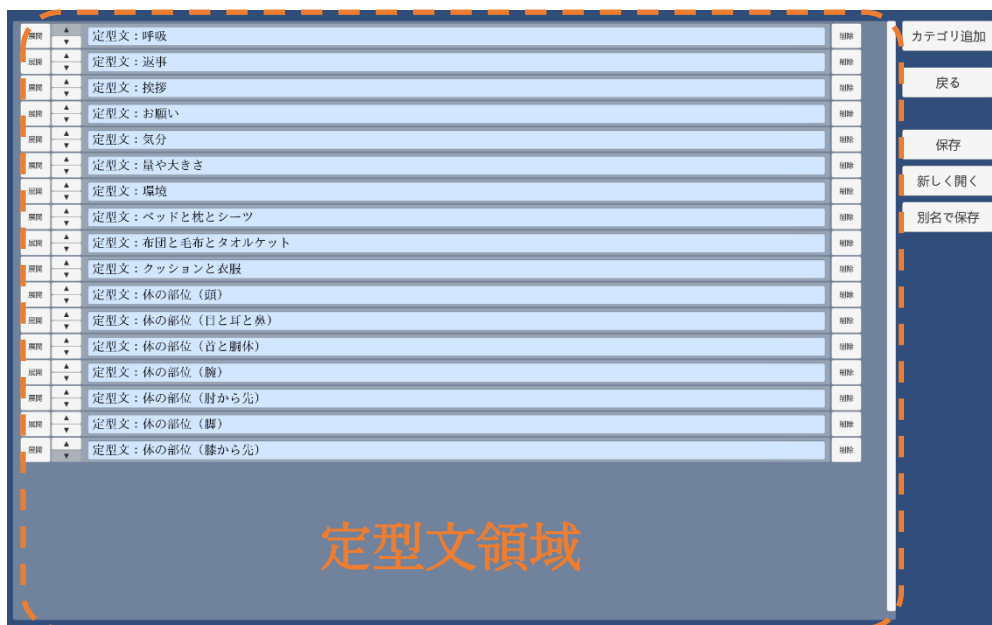 展開 ▲ ▼ 定型文：呼吸 削除
展開 ▲ ▼ 定型文：返事 削除
展開 ▲ ▼ 定型文：挨拶 削除
展開 ▲ ▼ 定型文：お願い 削除
展開 ▲ ▼ 定型文：気分 削除
展開 ▲ ▼ 定型文：量や大きさ 削除
展開 ▲ ▼ 定型文：環境 削除
展開 ▲ ▼ 定型文：ベッドと枕とシーツ 削除
展開 ▲ ▼ 定型文：布団と毛布とタオルケット 削除
展開 ▲ ▼ 定型文：クッションと衣服 削除
展開 ▲ ▼ 定型文：体の部位（頭） 削除
展開 ▲ ▼ 定型文：体の部位（目と耳と鼻） 削除
展開 ▲ ▼ 定型文：体の部位（首と胴体） 削除
展開 ▲ ▼ 定型文：体の部位（腕） 削除
展開 ▲ ▼ 定型文：体の部位（肘から先） 削除
展開 ▲ ▼ 定型文：体の部位（脚） 削除
展開 ▲ ▼ 定型文：体の部位（膝から先） 削除
定型文領域
カテゴリ追加
戻る
保存
新しく開く
別名で保存